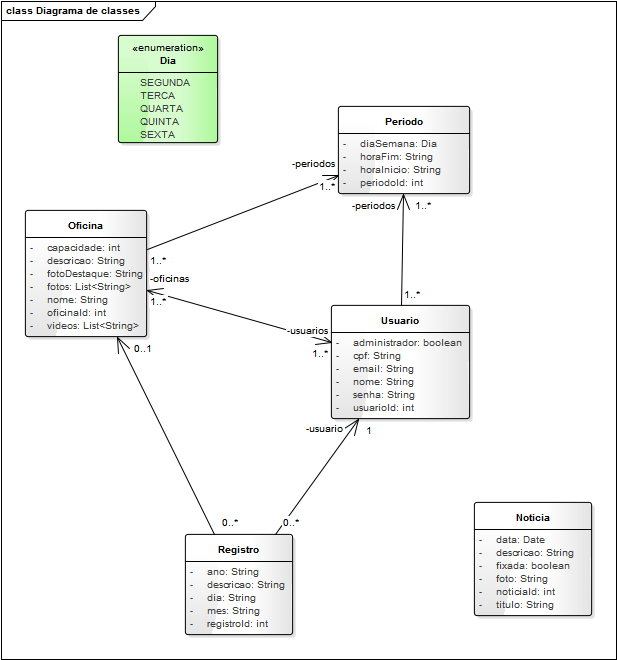 class Diagrama de classes
«enumeration»
Dia
SEGUNDA
TERCA
QUARTA
QUINTA
SEXTA
Periodo
- diaSemana: Dia
- horaFim: String
- horaInicio: String
- periodoId: int
-periodos
1..*
-periodos
1..*
Oficina
- capacidade: int
- descricao: String
- fotoDestaque: String
- fotos: List<String>
- nome: String
- oficinaId: int
- videos: List<String>
1..*
-oficinas
1..*
-usuarios
1..*
1..*
Usuario
- administrador: boolean
- cpf: String
- email: String
- nome: String
- senha: String
- usuarioId: int
0..1
-usuario
1
0..*
0..*
Registro
- ano: String
- descricao: String
- dia: String
- mes: String
- registroId: int
Noticia
- data: Date
- descricao: String
- fixada: boolean
- foto: String
- noticiaId: int
- titulo: String